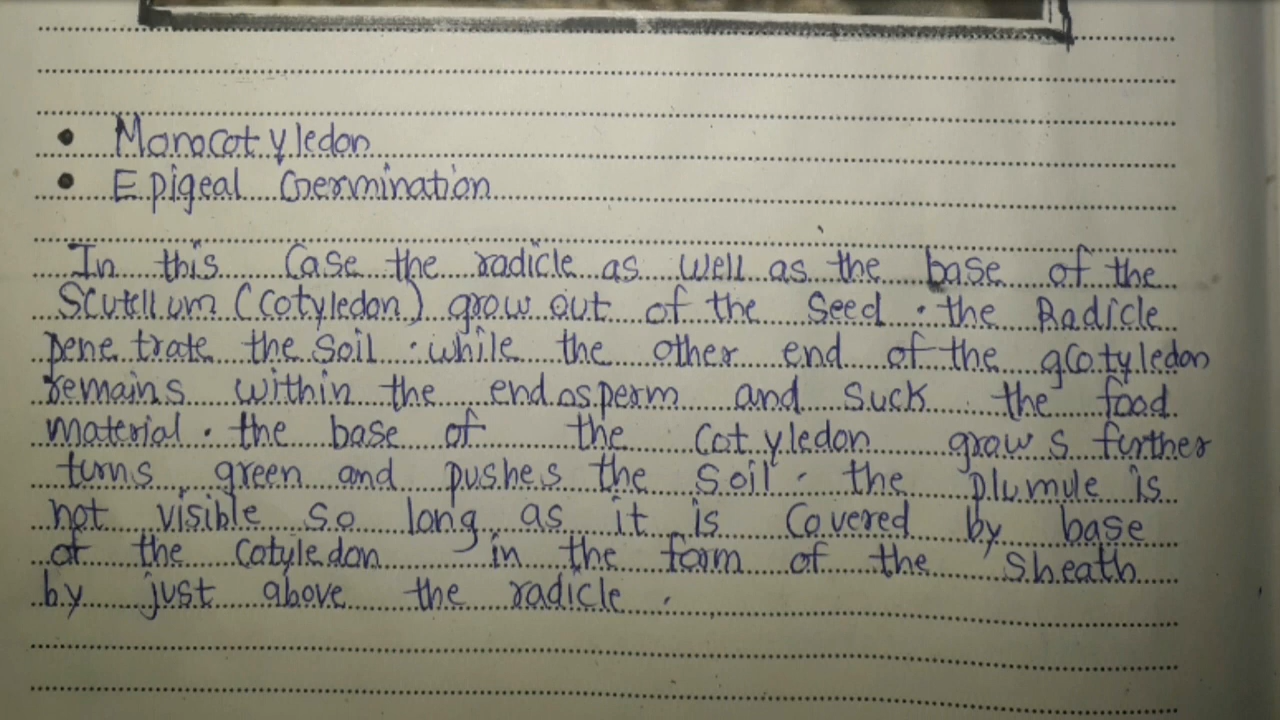 • Monocotyledon
• Epigeal Germination
In this Case the radicle as well as the base of the
Scutellum (Cotyledon) grow out of the Seed . the Radicle
penetrate the soil . while the other end of the gcotyledon
remains within the endosperm and suck the food
material . the base of the Cotyledon grows further
turns green and pushes the Soil . the plumule is
not visible so long as it is Covered by base
of the Cotyledon in the form of the Sheath
by just above the radicle .